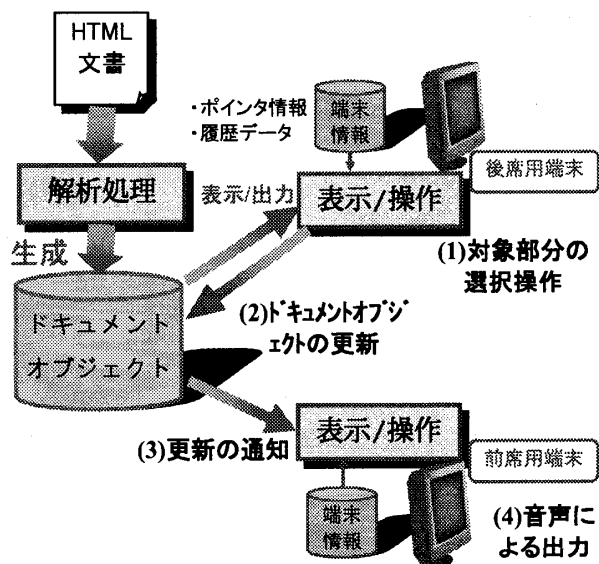 HTML
文書
・ポインタ情報
・履歴データ
端末
情報
後席用端末
解析処理
表示/出力
表示/操作
生成
(1)対象部分の
選択操作
ドキュメント
オブジェクト
(2)ﾄﾞｷｭﾒﾝﾄｵﾌﾞｼﾞ
ｪｸﾄの更新
(3)更新の通知
表示/操作
前席用端末
端末
情報
(4)音声に
よる出力